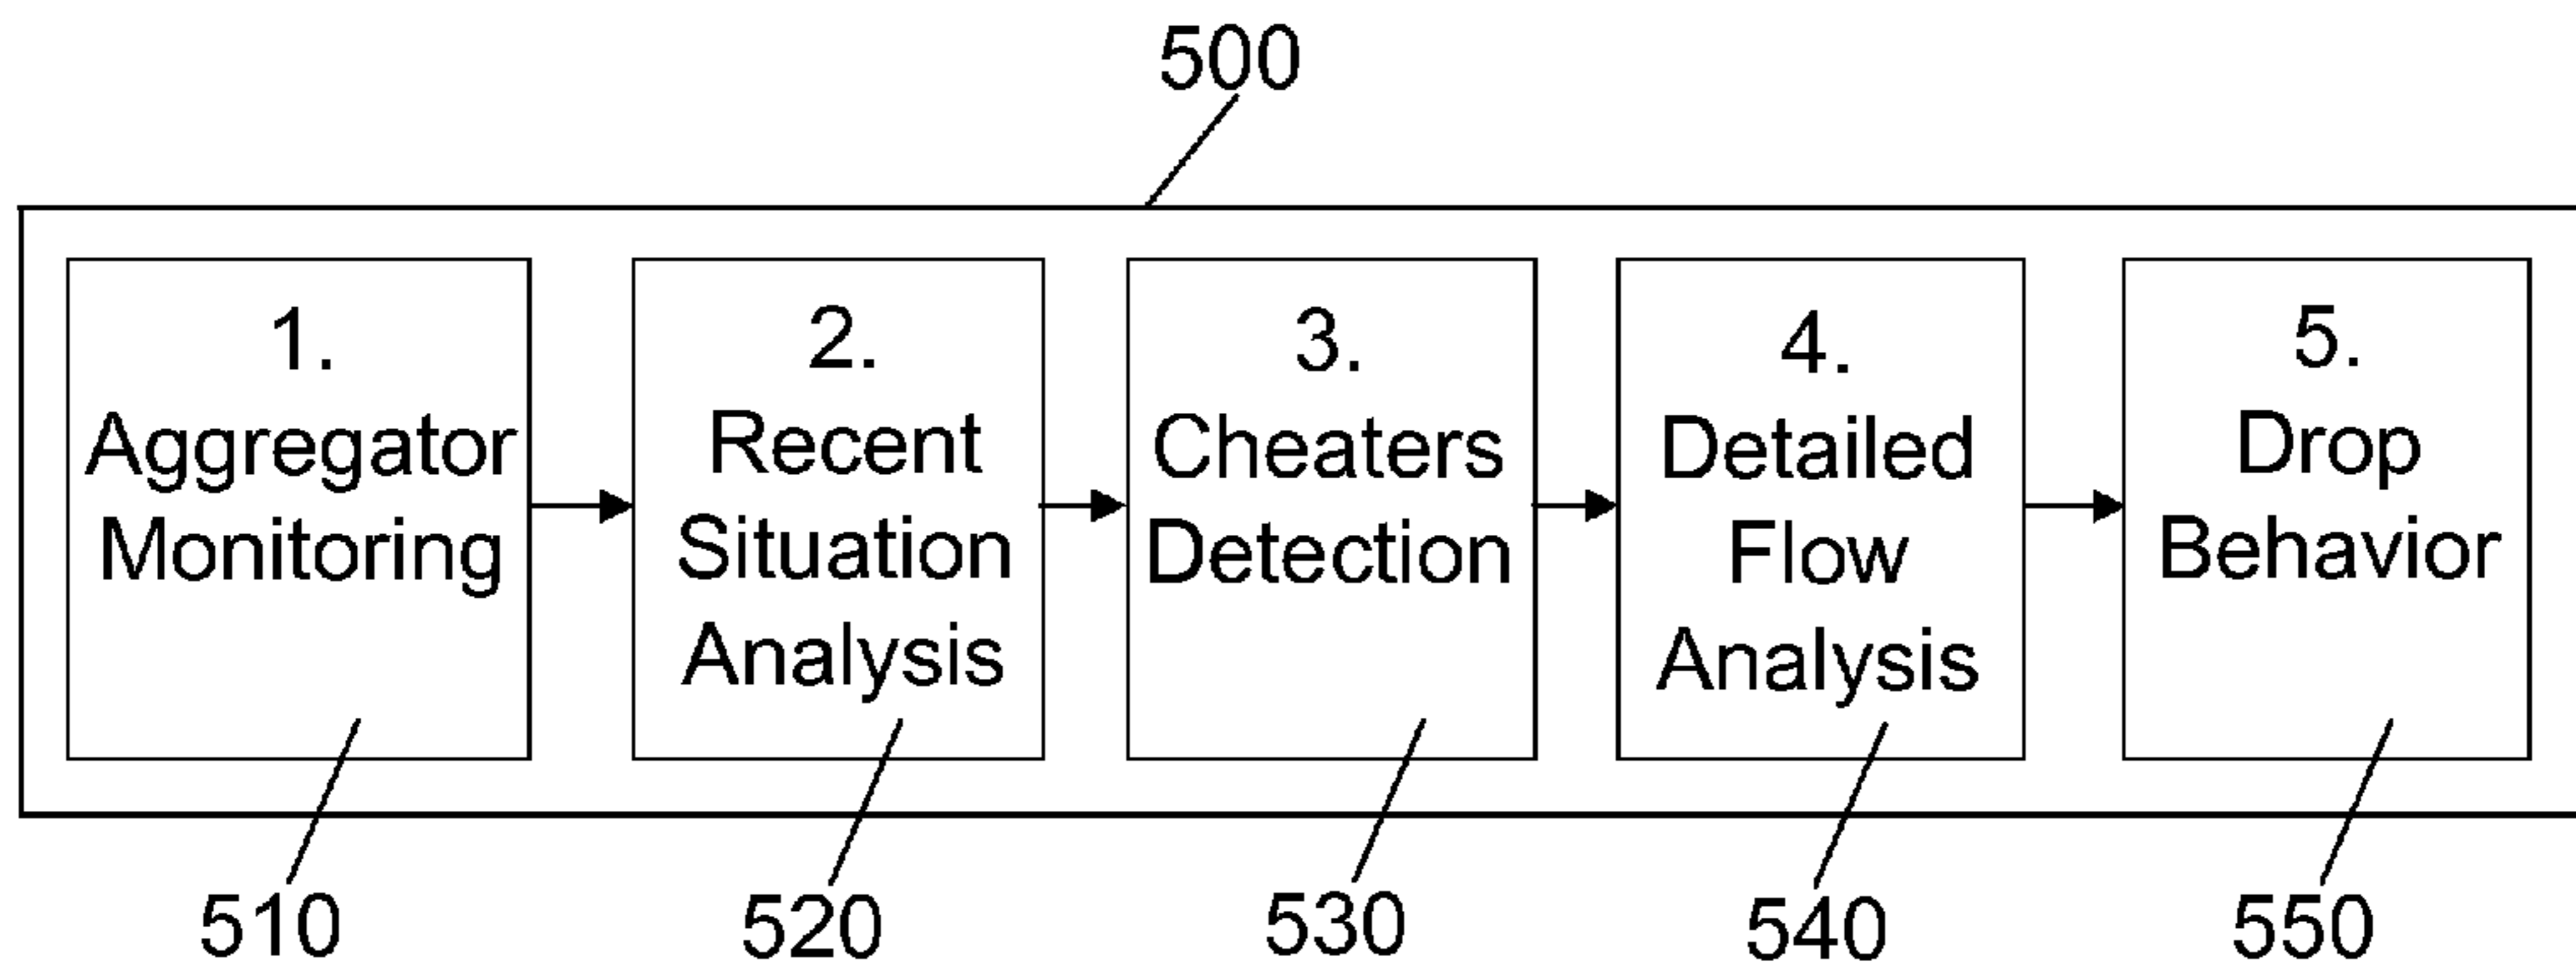 500
1.
Aggregator
Monitoring
2.
Recent
Situation
Analysis
3.
Cheaters
Detection
4.
Detailed
Flow
Analysis
5.
Drop
Behavior
510
520
530
540
550